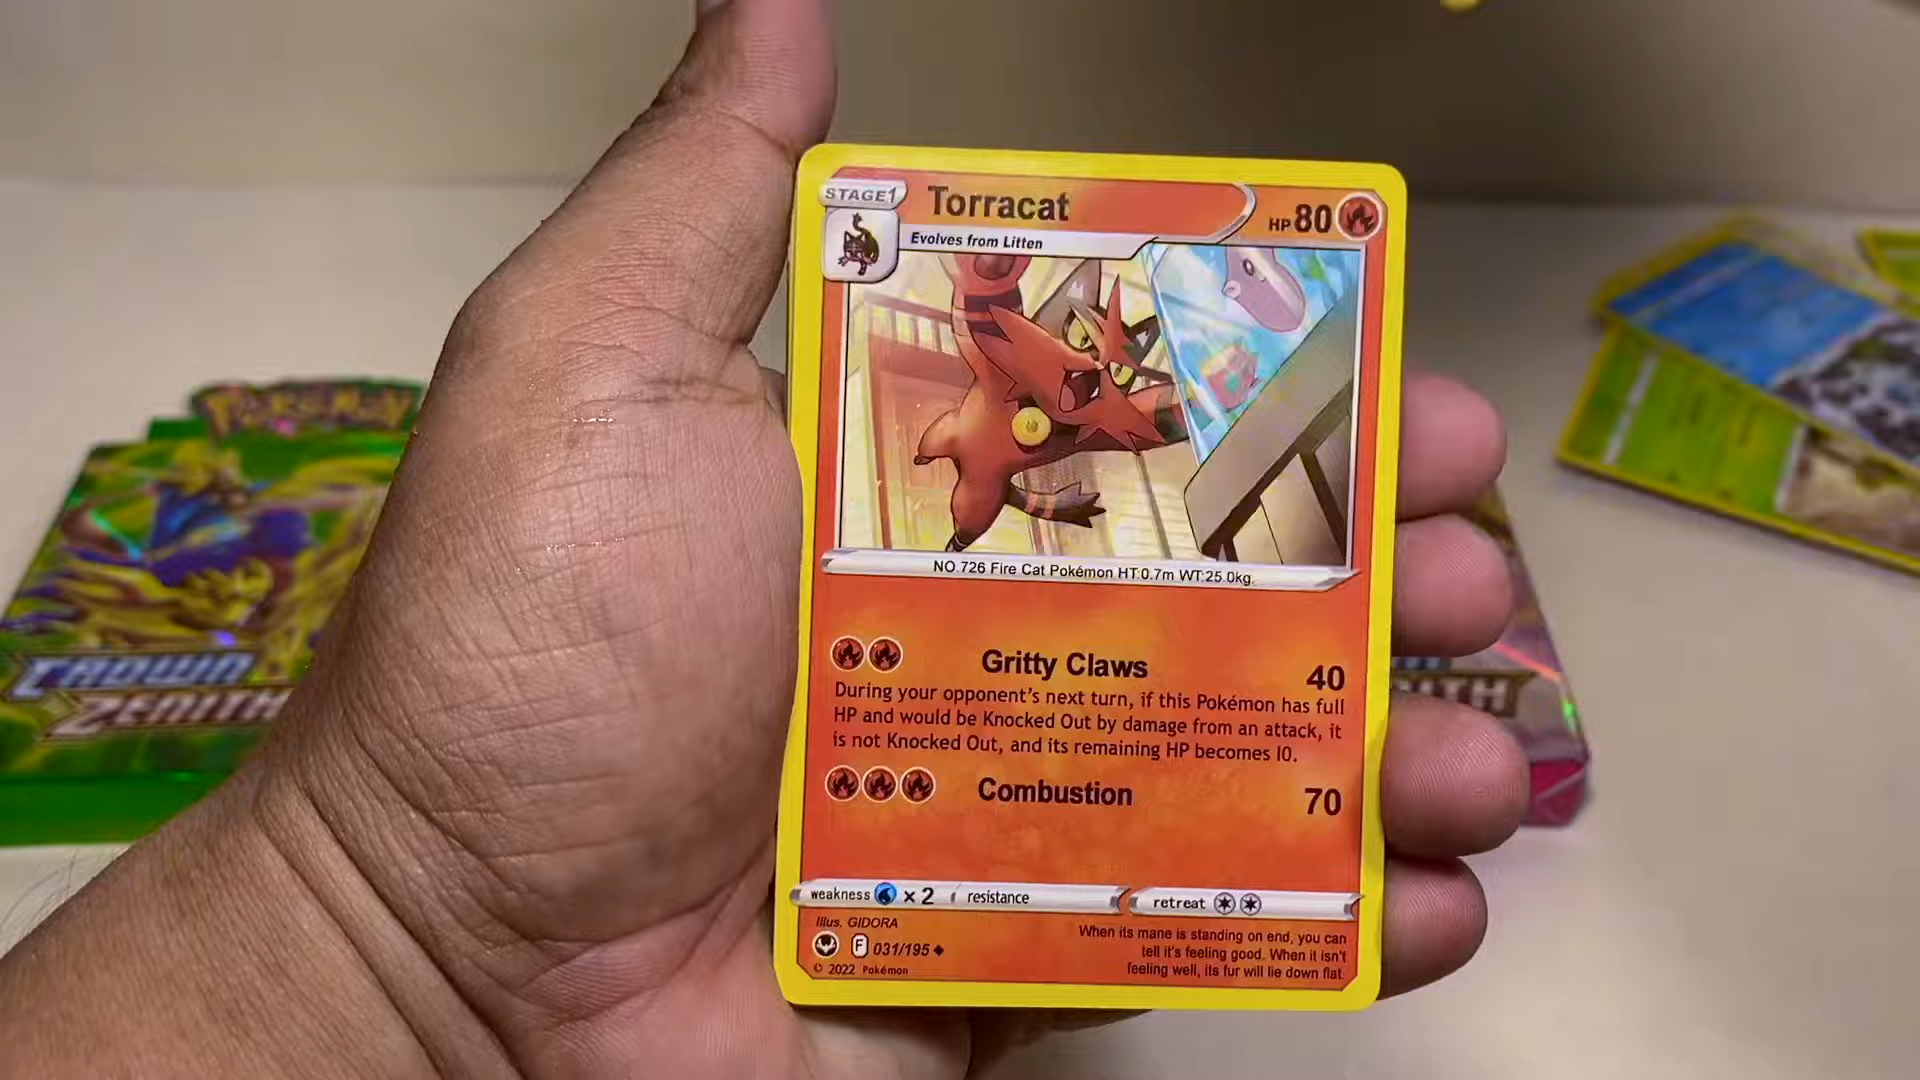 STAGE1
Torracat
HP 80
Evolves from Litten
NO.726 Fire Cat Pokémon HT:0.7m WT:25.0kg.
Gritty Claws 40
During your opponent's next turn, if this Pokémon has full
HP and would be Knocked Out by damage from an attack, it
is not Knocked Out, and its remaining HP becomes 10.
Combustion 70
weakness × 2 resistance
retreat
Illus. GIDORA
F 031/195
© 2022 Pokémon
When its mane is standing on end, you can
tell it's feeling good. When it isn't
feeling well, its fur will lie down flat.
POKÉMON
CROWN
ZENITH